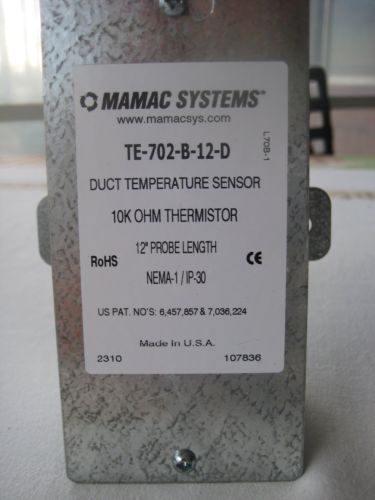 MAMAC SYSTEMS™
www.mamacsys.com
L70B-1
TE-702-B-12-D
DUCT TEMPERATURE SENSOR
10K OHM THERMISTOR
12" PROBE LENGTH
RoHS CE
NEMA-1 / IP-30
US PAT. NO'S: 6,457,857 & 7,036,224
Made in U.S.A.
2310 107836